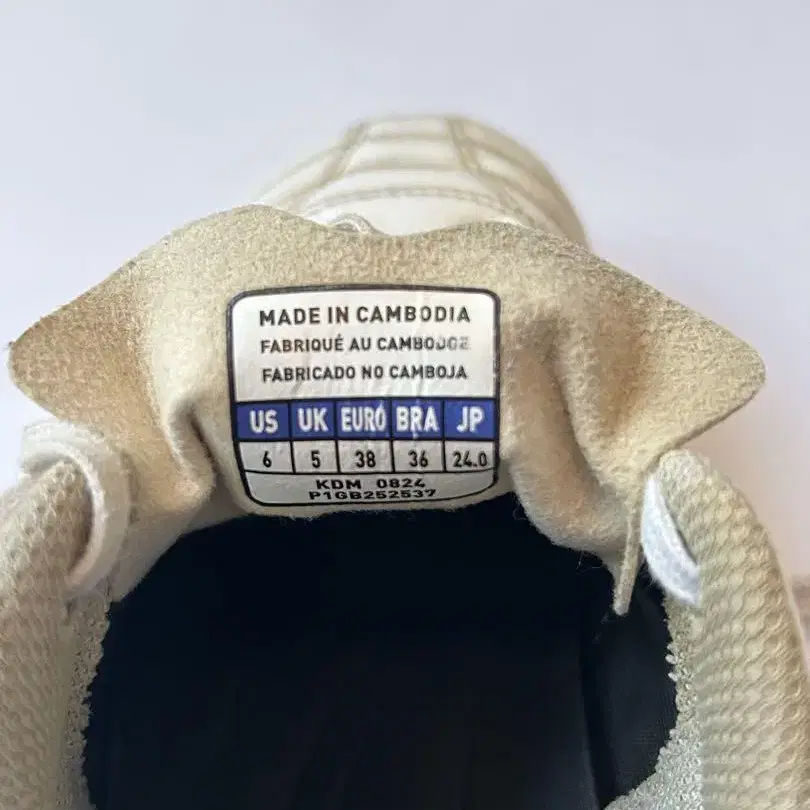 MADE IN CAMBODIA
FABRIQUÉ AU CAMBODGE
FABRICADO NO CAMBOJA
US UK EURO BRA JP
6 5 38 36 24.0
KDM 0824
P1GB252537